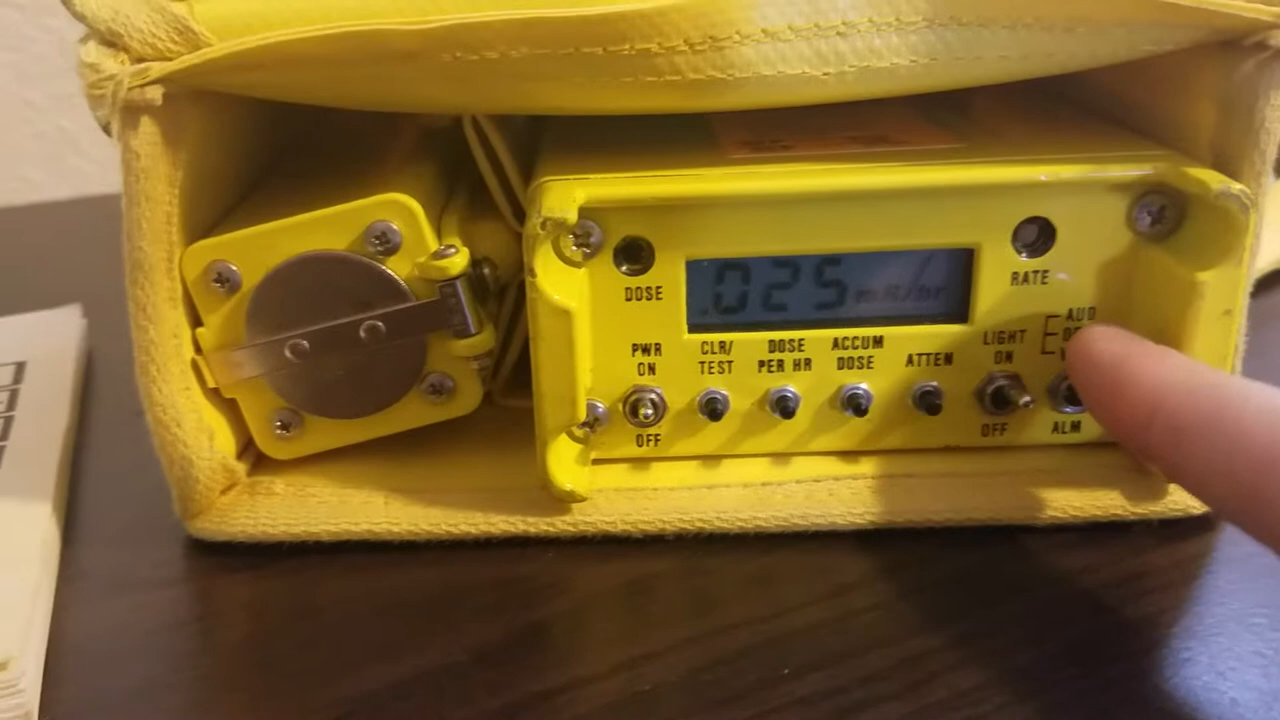 DOSE
.025 mR/hr
RATE
PWR
ON
CLR/
TEST
DOSE
PER HR
ACCUM
DOSE
ATTEN
LIGHT
ON
AUD
OFF
OFF
ALM